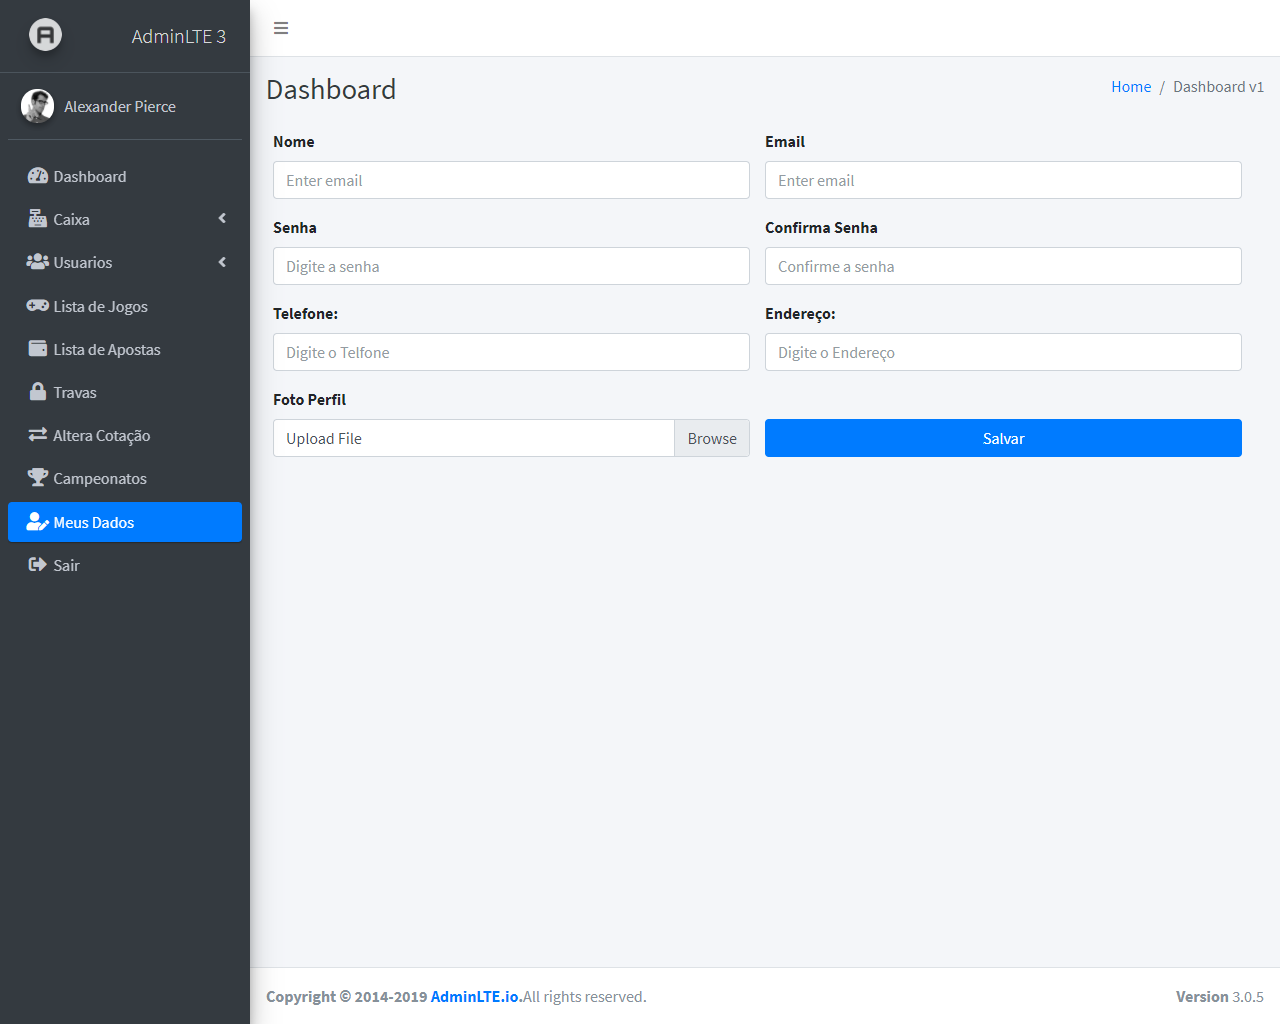 AdminLTE 3
Alexander Pierce
Dashboard
Caixa
Usuarios
Lista de Jogos
Lista de Apostas
Travas
Altera Cotação
Campeonatos
Meus Dados
Sair
Dashboard
Home / Dashboard v1
Nome
Enter email
Email
Enter email
Senha
Digite a senha
Confirma Senha
Confirme a senha
Telefone:
Digite o Telfone
Endereço:
Digite o Endereço
Foto Perfil
Upload File
Browse
Salvar
Copyright © 2014-2019 AdminLTE.io.All rights reserved.
Version 3.0.5